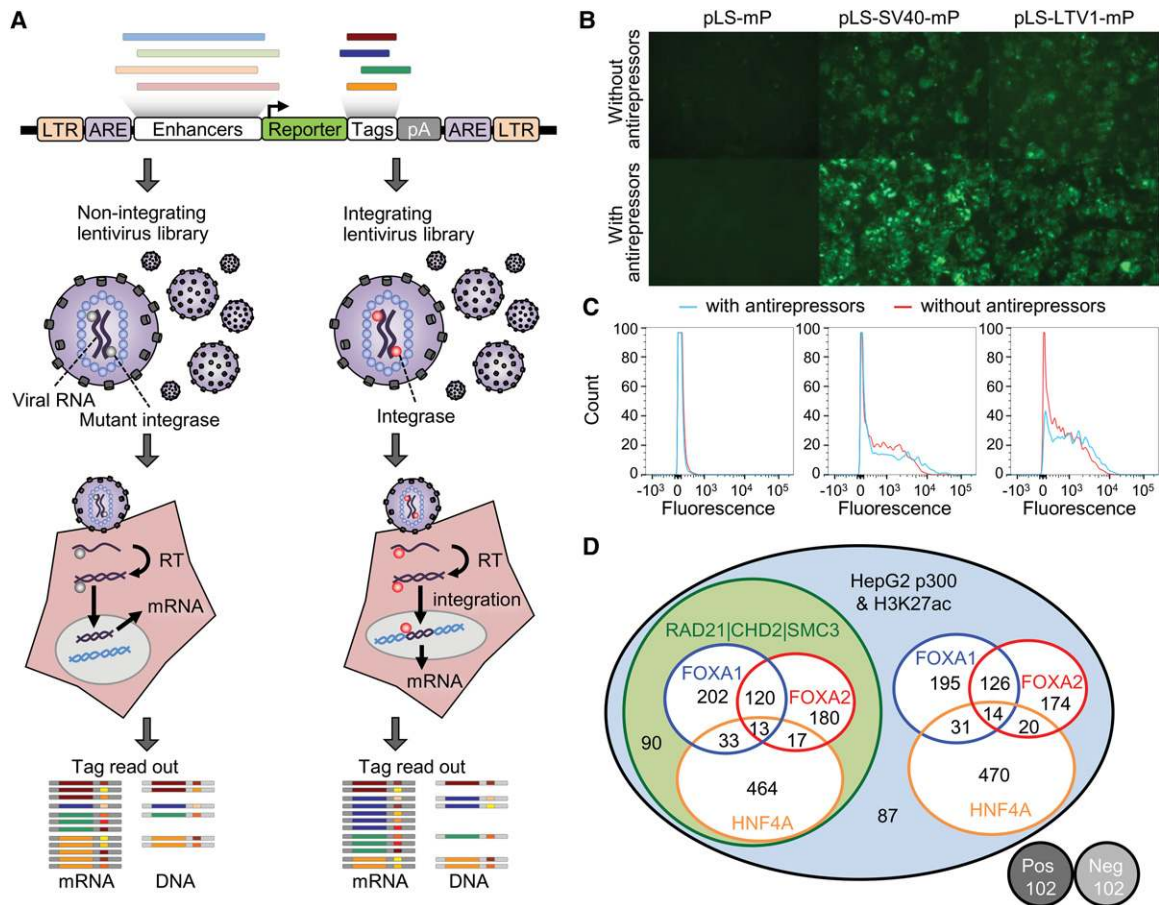 A
LTR
ARE
Enhancers
Reporter
Tags
pA
ARE
LTR
Non-integrating
lentivirus library
Integrating
lentivirus library
Viral RNA
Mutant integrase
Integrase
RT
mRNA
RT
integration
mRNA
Tag read out
Tag read out
mRNA
DNA
mRNA
DNA
B
pLS-mP
pLS-SV40-mP
pLS-LTV1-mP
Without
antirepressors
With
antirepressors
C
with antirepressors
without antirepressors
Count
100
80
60
40
20
0
-10³ 0 10³ 10⁴ 10⁵
Fluorescence
100
80
60
40
20
0
-10³ 0 10³ 10⁴ 10⁵
Fluorescence
100
80
60
40
20
0
-10³ 0 10³ 10⁴ 10⁵
Fluorescence
D
HepG2 p300
& H3K27ac
RAD21|CHD2|SMC3
FOXA1
202
120
FOXA2
180
13
33
17
90
464
HNF4A
FOXA1
195
126
FOXA2
174
14
31
20
470
HNF4A
87
Pos
102
Neg
102